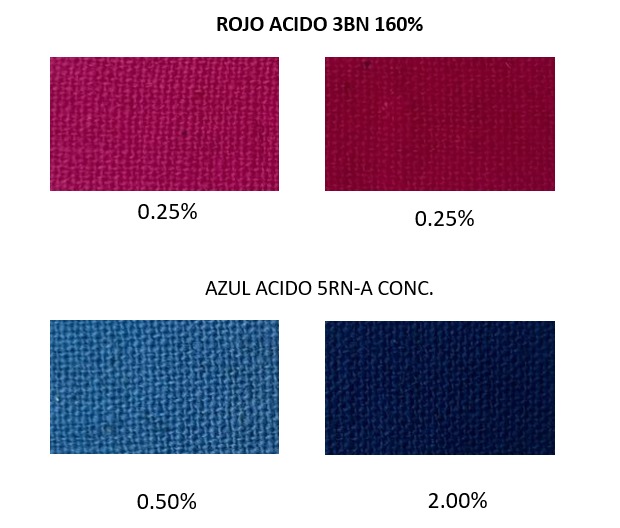 ROJO ACIDO 3BN 160%
0.25%
0.25%
AZUL ACIDO 5RN-A CONC.
0.50%
2.00%